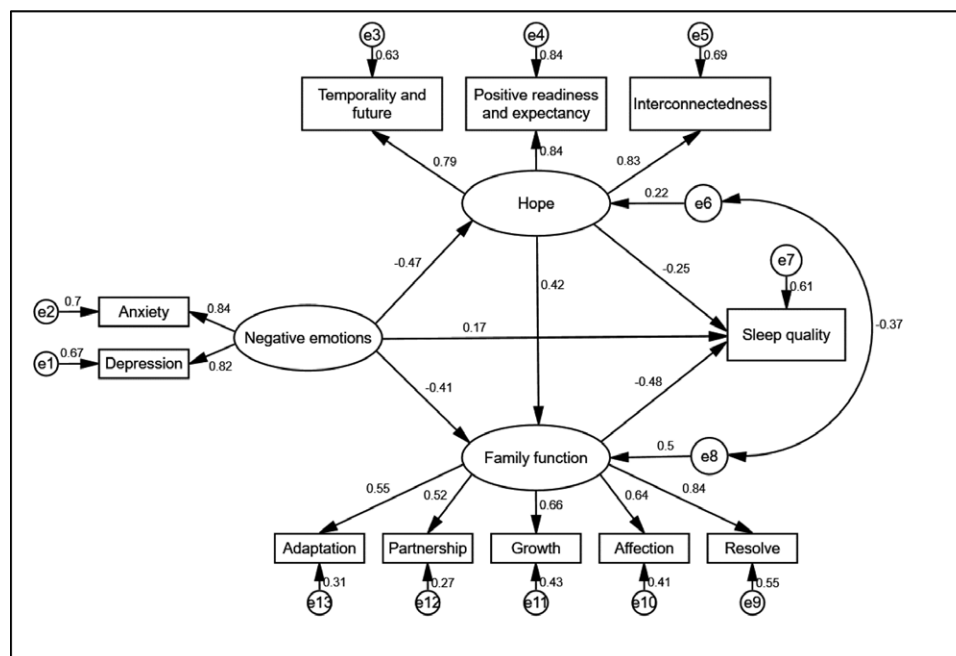 e3
e4
e5
0.63
0.84
0.69
Temporality and
future
Positive readiness
and expectancy
Interconnectedness
0.79
0.84
0.83
Hope
0.22
e6
-0.47
0.42
-0.25
e7
0.61
-0.37
e2
0.7
Anxiety
0.84
Negative emotions
0.17
Sleep quality
e1
0.67
Depression
0.82
-0.41
-0.48
Family function
0.5
e8
0.55
0.52
0.66
0.64
0.84
Adaptation
Partnership
Growth
Affection
Resolve
0.31
0.27
0.43
0.41
0.55
e13
e12
e11
e10
e9